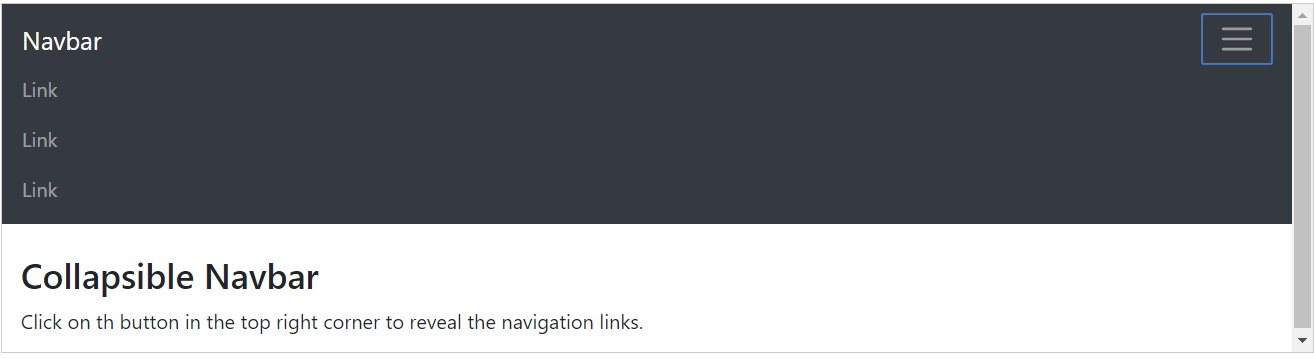 Navbar
Link
Link
Link
Collapsible Navbar
Click on th button in the top right corner to reveal the navigation links.